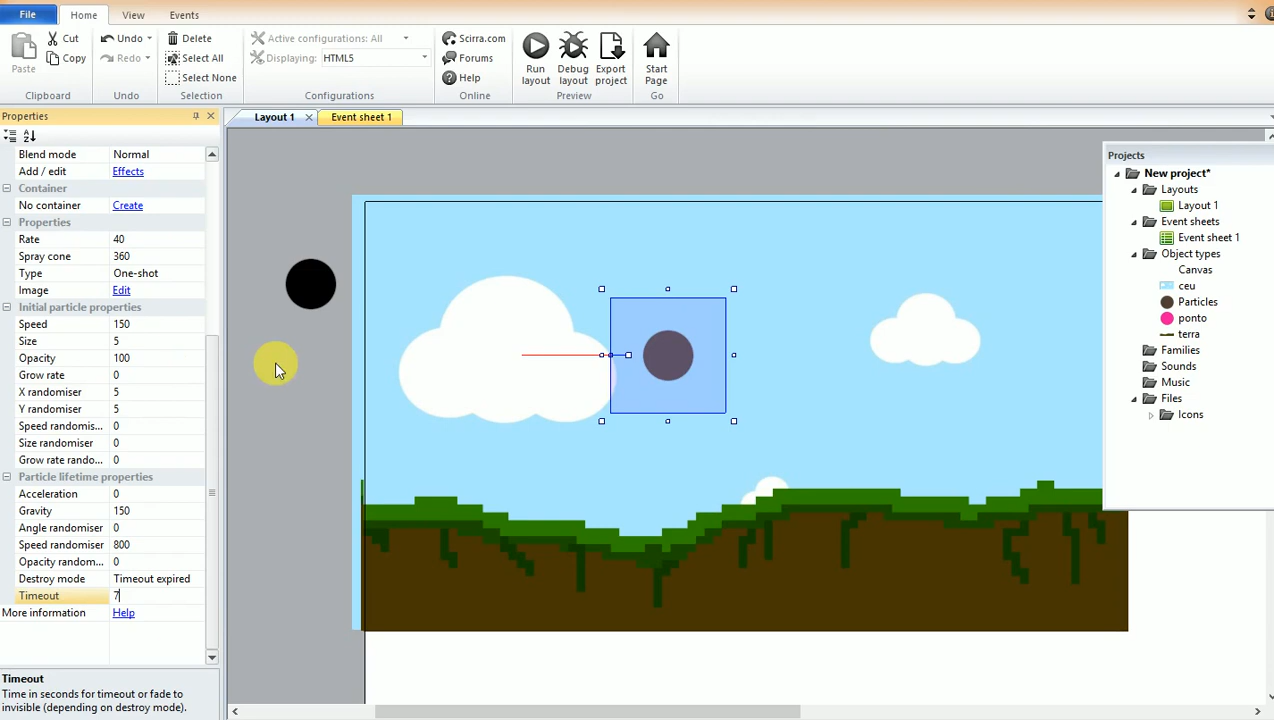 File Home View Events
Cut
Copy
Paste
Clipboard
Undo
Redo
Undo
Delete
Select All
Select None
Selection
Active configurations: All
Displaying: HTML5
Configurations
Scirra.com
Forums
Help
Online
Run layout
Debug layout
Export project
Preview
Start Page
Go
Properties
Layout 1
Event sheet 1
Blend mode Normal
Add / edit Effects
Container
No container Create
Properties
Rate 40
Spray cone 360
Type One-shot
Image Edit
Initial particle properties
Speed 150
Size 5
Opacity 100
Grow rate 0
X randomiser 5
Y randomiser 5
Speed randomis... 0
Size randomiser 0
Grow rate rando... 0
Particle lifetime properties
Acceleration 0
Gravity 150
Angle randomiser 0
Speed randomiser 800
Opacity random... 0
Destroy mode Timeout expired
Timeout 7
More information Help
Timeout
Time in seconds for timeout or fade to
invisible (depending on destroy mode).
Projects
New project*
Layouts
Layout 1
Event sheets
Event sheet 1
Object types
Canvas
ceu
Particles
ponto
terra
Families
Sounds
Music
Files
Icons